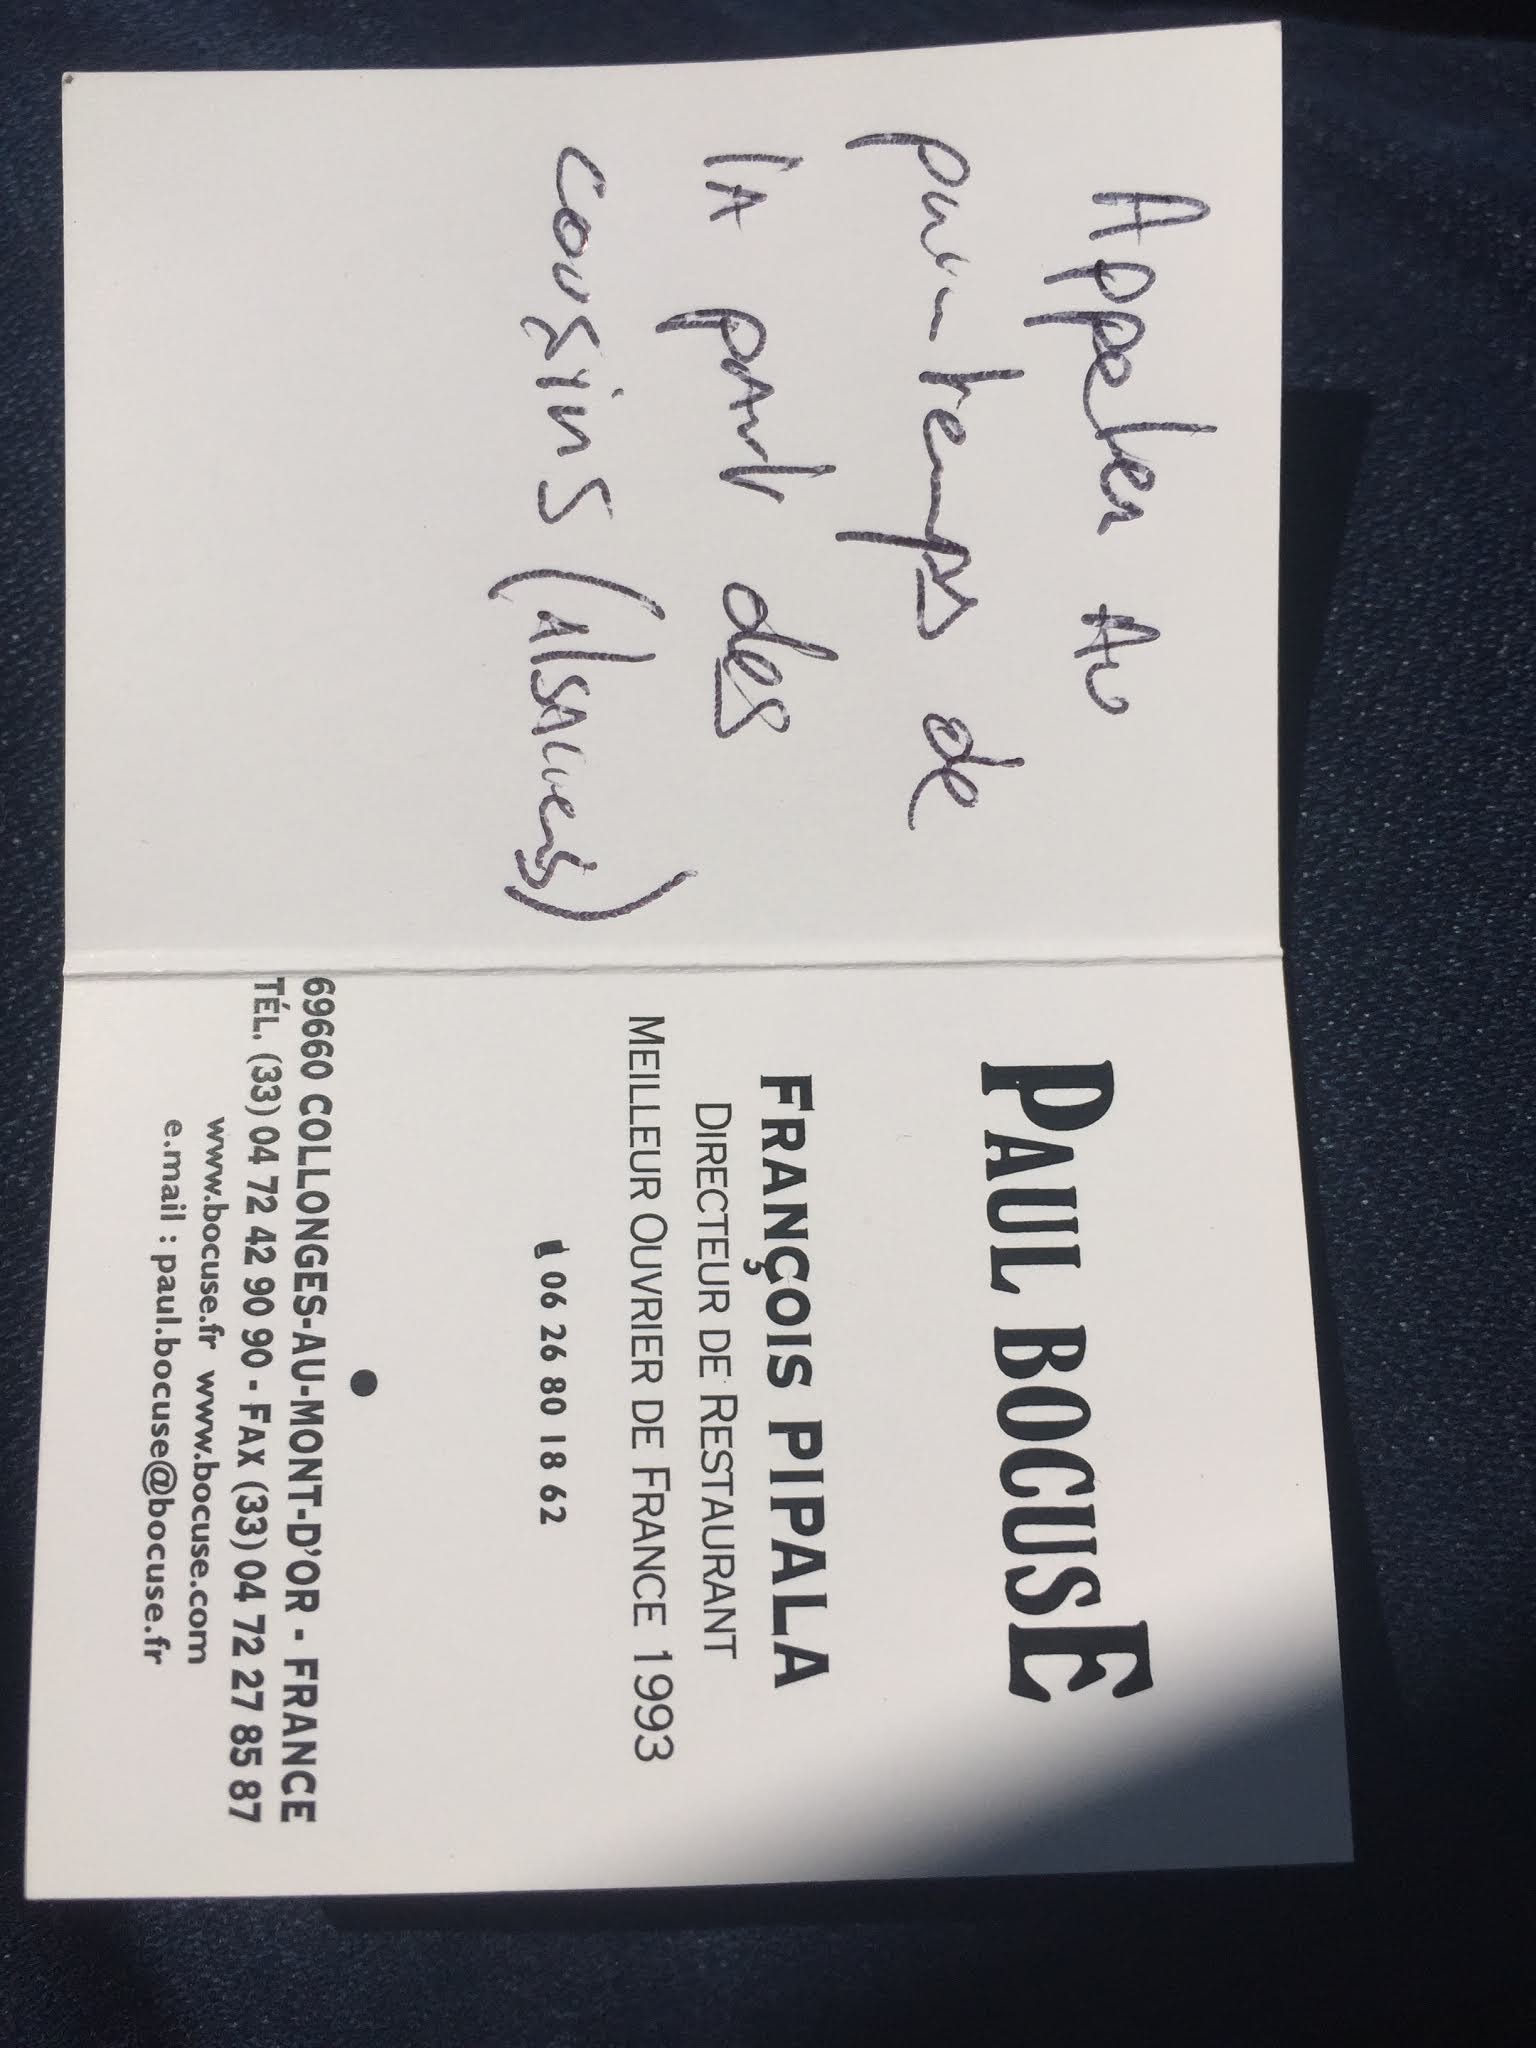 Appeler au
printemps de
la part des
cousins (alsaciens)
PAUL BOCUSE
FRANÇOIS PIPALA
DIRECTEUR DE RESTAURANT
MEILLEUR OUVRIER DE FRANCE 1993
06 26 80 18 62
69660 COLLONGES-AU-MONT-D'OR - FRANCE
TÉL. (33) 04 72 42 90 90 - FAX (33) 04 72 27 85 87
www.bocuse.fr www.bocuse.com
e.mail : paul.bocuse@bocuse.fr